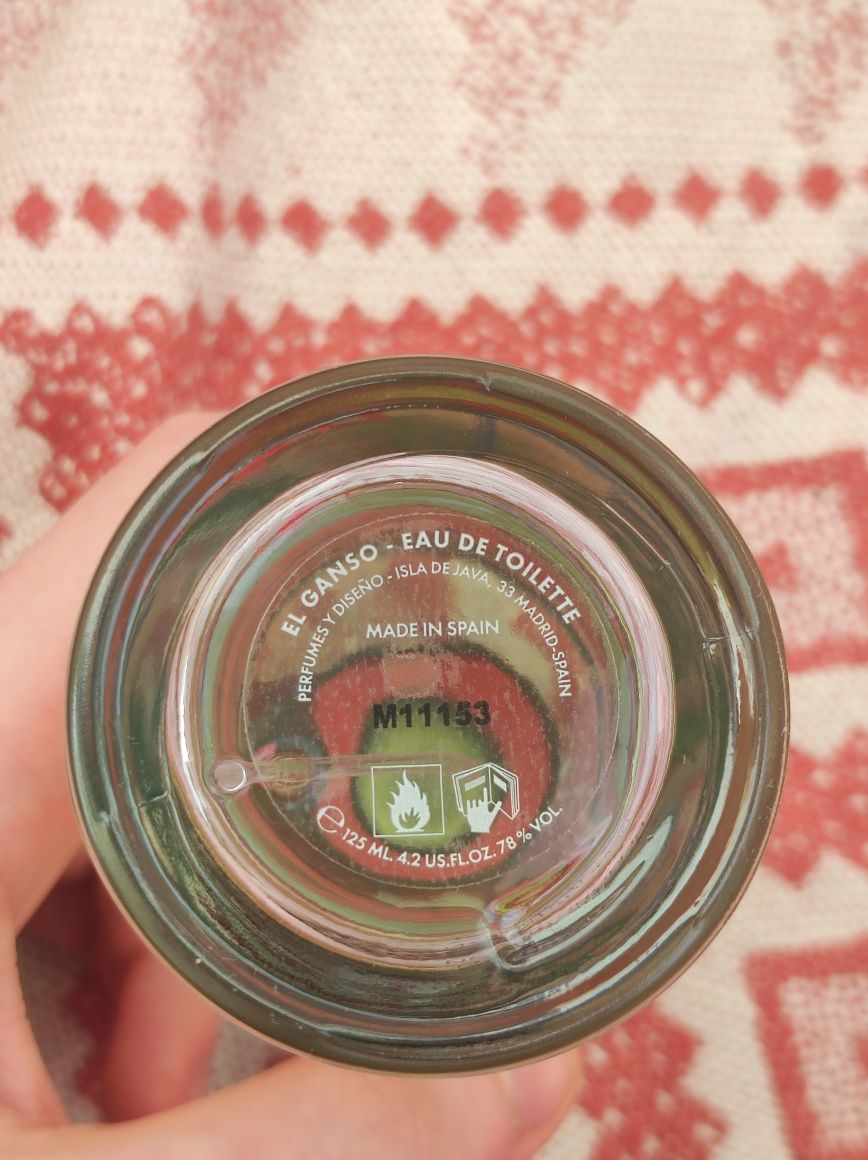 EL GANSO - EAU DE TOILETTE
PERFUMES Y DISEÑO - ISLA DE JAVA, 33 MADRID-SPAIN
MADE IN SPAIN
M11153
℮ 125 ML. 4.2 US.FL.OZ. 78 % VOL.